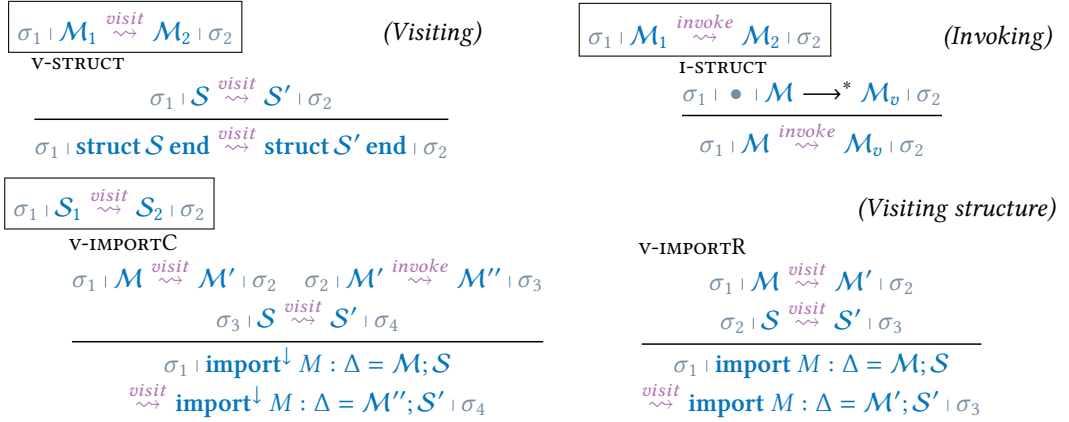 σ₁ ı ℳ₁ ⇝^{visit} ℳ₂ ı σ₂ (Visiting)
V-STRUCT
σ₁ ı 𝒮 ⇝^{visit} 𝒮′ ı σ₂
σ₁ ı struct 𝒮 end ⇝^{visit} struct 𝒮′ end ı σ₂
σ₁ ı ℳ₁ ⇝^{invoke} ℳ₂ ı σ₂ (Invoking)
I-STRUCT
σ₁ ı • ı ℳ ⟶* ℳᵥ ı σ₂
σ₁ ı ℳ ⇝^{invoke} ℳᵥ ı σ₂
σ₁ ı 𝒮₁ ⇝^{visit} 𝒮₂ ı σ₂ (Visiting structure)
V-IMPORTC
σ₁ ı ℳ ⇝^{visit} ℳ′ ı σ₂ σ₂ ı ℳ′ ⇝^{invoke} ℳ′′ ı σ₃
σ₃ ı 𝒮 ⇝^{visit} 𝒮′ ı σ₄
σ₁ ı import↓ M : Δ = ℳ; 𝒮
⇝^{visit} import↓ M : Δ = ℳ′′; 𝒮′ ı σ₄
V-IMPORTR
σ₁ ı ℳ ⇝^{visit} ℳ′ ı σ₂
σ₂ ı 𝒮 ⇝^{visit} 𝒮′ ı σ₃
σ₁ ı import M : Δ = ℳ; 𝒮
⇝^{visit} import M : Δ = ℳ′; 𝒮′ ı σ₃